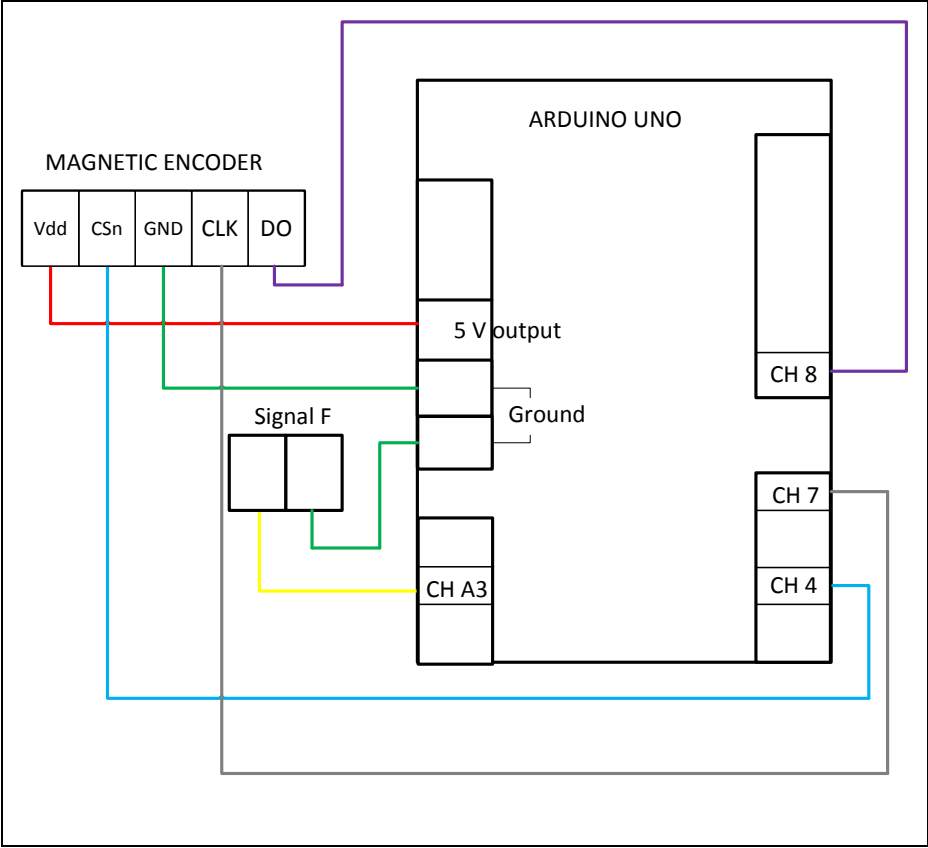 ARDUINO UNO
MAGNETIC ENCODER
Vdd CSn GND CLK DO
5 V output
CH 8
Signal F
Ground
CH 7
CH A3
CH 4